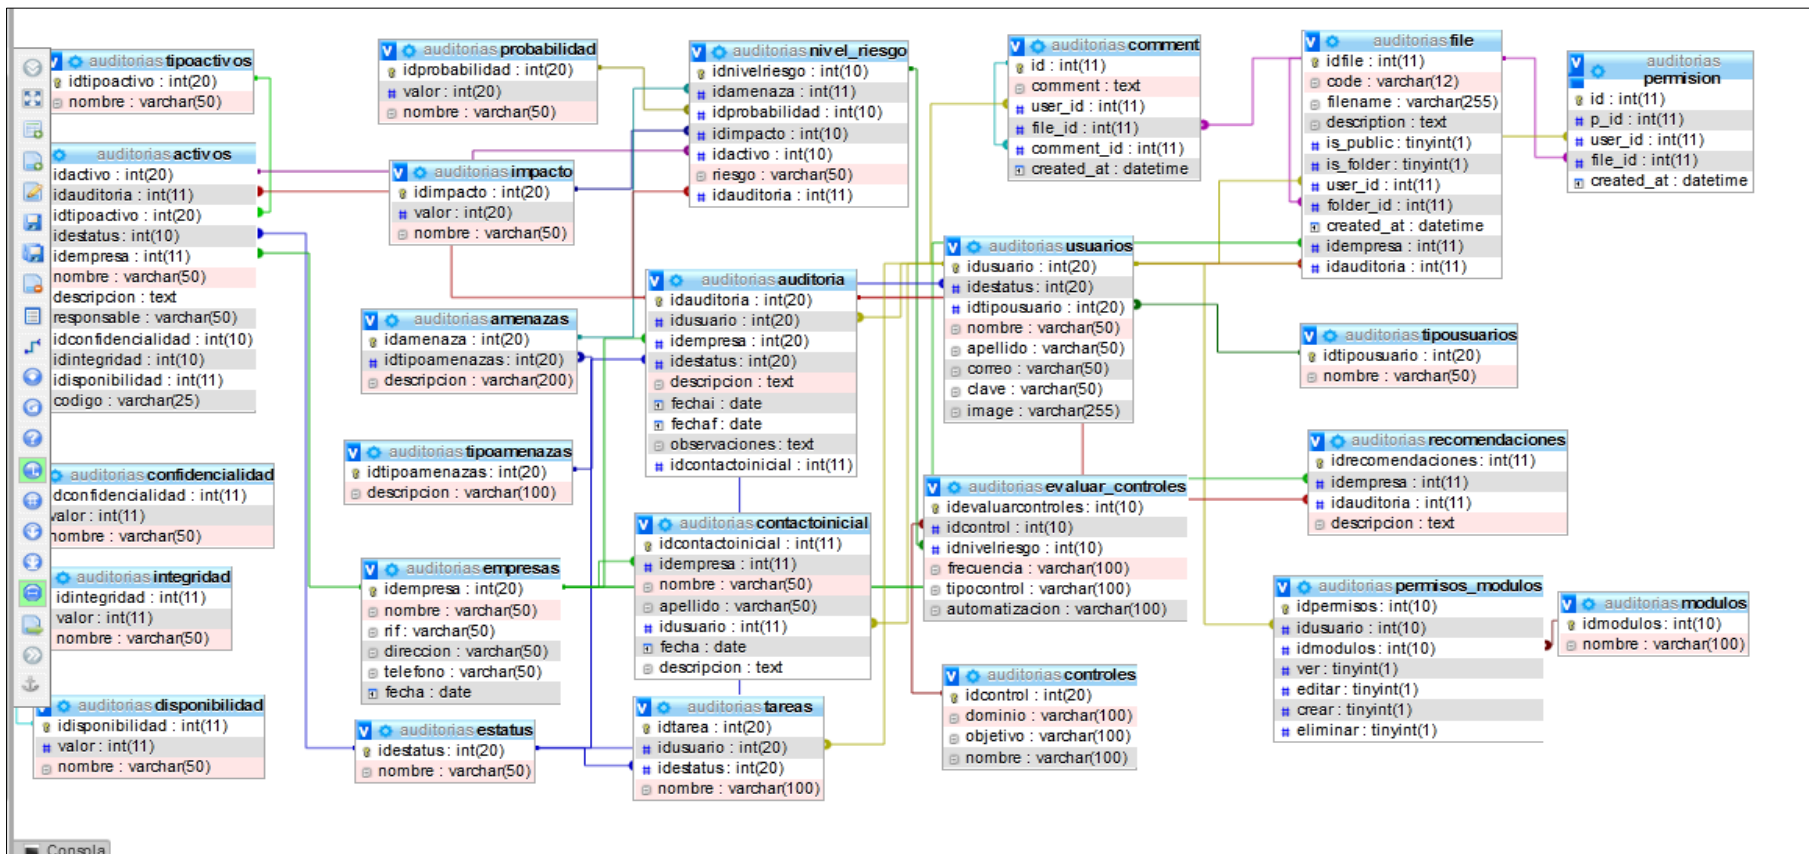 auditorias tipoactivos
idtipoactivo : int(20)
nombre : varchar(50)
auditorias activos
idactivo : int(20)
idauditoria : int(11)
idtipoactivo : int(20)
idestatus : int(10)
idempresa : int(11)
nombre : varchar(50)
descripcion : text
responsable : varchar(50)
idconfidencialidad : int(10)
idintegridad : int(10)
idisponibilidad : int(11)
codigo : varchar(25)
auditorias confidencialidad
dconfidencialidad : int(11)
valor : int(11)
nombre : varchar(50)
auditorias integridad
idintegridad : int(11)
valor : int(11)
nombre : varchar(50)
auditorias disponibilidad
idisponibilidad : int(11)
valor : int(11)
nombre : varchar(50)
auditorias probabilidad
idprobabilidad : int(20)
valor : int(20)
nombre : varchar(50)
auditorias impacto
idimpacto : int(20)
valor : int(20)
nombre : varchar(50)
auditorias amenazas
idamenaza : int(20)
idtipoamenazas : int(20)
descripcion : varchar(200)
auditorias tipoamenazas
idtipoamenazas : int(20)
descripcion : varchar(100)
auditorias empresas
idempresa : int(20)
nombre : varchar(50)
rif : varchar(50)
direccion : varchar(50)
telefono : varchar(50)
fecha : date
auditorias estatus
idestatus : int(20)
nombre : varchar(50)
auditorias nivel_riesgo
idnivelriesgo : int(10)
idamenaza : int(11)
idprobabilidad : int(10)
idimpacto : int(10)
idactivo : int(10)
riesgo : varchar(50)
idauditoria : int(11)
auditorias auditoria
idauditoria : int(20)
idusuario : int(20)
idempresa : int(20)
idestatus : int(20)
descripcion : text
fechai : date
fechaf : date
observaciones : text
idcontactoinicial : int(11)
auditorias contactoinicial
idcontactoinicial : int(11)
idempresa : int(11)
nombre : varchar(50)
apellido : varchar(50)
idusuario : int(11)
fecha : date
descripcion : text
auditorias tareas
idtarea : int(20)
idusuario : int(20)
idestatus : int(20)
nombre : varchar(100)
auditorias comment
id : int(11)
comment : text
user_id : int(11)
file_id : int(11)
comment_id : int(11)
created_at : datetime
auditorias usuarios
idusuario : int(20)
idestatus : int(20)
idtipousuario : int(20)
nombre : varchar(50)
apellido : varchar(50)
correo : varchar(50)
clave : varchar(50)
image : varchar(255)
auditorias evaluar_controles
idevaluarcontroles : int(10)
idcontrol : int(10)
idnivelriesgo : int(10)
frecuencia : varchar(100)
tipocontrol : varchar(100)
automatizacion : varchar(100)
auditorias controles
idcontrol : int(20)
dominio : varchar(100)
objetivo : varchar(100)
nombre : varchar(100)
auditorias file
idfile : int(11)
code : varchar(12)
filename : varchar(255)
description : text
is_public : tinyint(1)
is_folder : tinyint(1)
user_id : int(11)
folder_id : int(11)
created_at : datetime
idempresa : int(11)
idauditoria : int(11)
auditorias
permision
id : int(11)
p_id : int(11)
user_id : int(11)
file_id : int(11)
created_at : datetime
auditorias tipousuarios
idtipousuario : int(20)
nombre : varchar(50)
auditorias recomendaciones
idrecomendaciones : int(11)
idempresa : int(11)
idauditoria : int(11)
descripcion : text
auditorias permisos_modulos
idpermisos : int(10)
idusuario : int(10)
idmodulos : int(10)
ver : tinyint(1)
editar : tinyint(1)
crear : tinyint(1)
eliminar : tinyint(1)
auditorias modulos
idmodulos : int(10)
nombre : varchar(100)
Consola